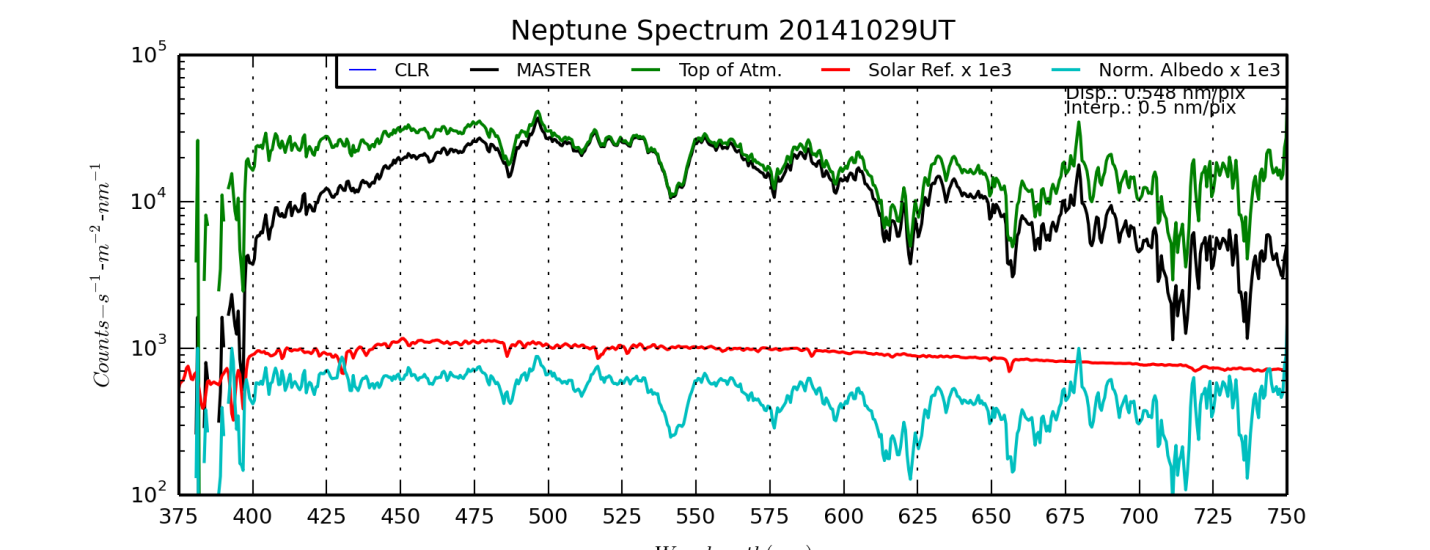 Neptune Spectrum 20141029UT
10^5
CLR MASTER Top of Atm. Solar Ref. x 1e3 Norm. Albedo x 1e3
Disp.: 0.548 nm/pix
Interp.: 0.5 nm/pix
Counts−s^−1-m^−2-nm^−1
10^4
10^3
10^2
375 400 425 450 475 500 525 550 575 600 625 650 675 700 725 750